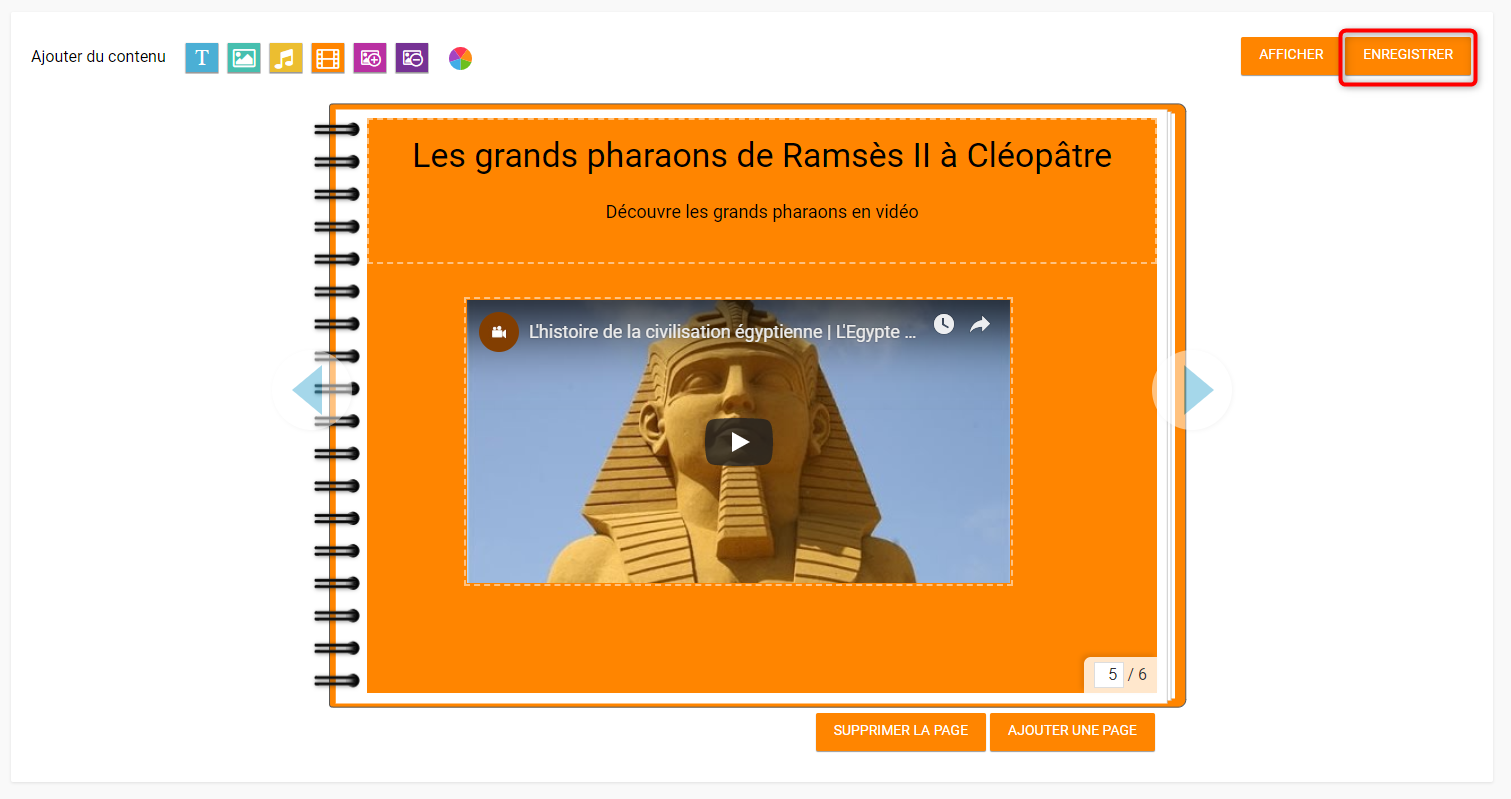 Ajouter du contenu
T
AFFICHER
ENREGISTRER
Les grands pharaons de Ramsès II à Cléopâtre
Découvre les grands pharaons en vidéo
L'histoire de la civilisation égyptienne | L'Egypte ...
5 / 6
SUPPRIMER LA PAGE
AJOUTER UNE PAGE